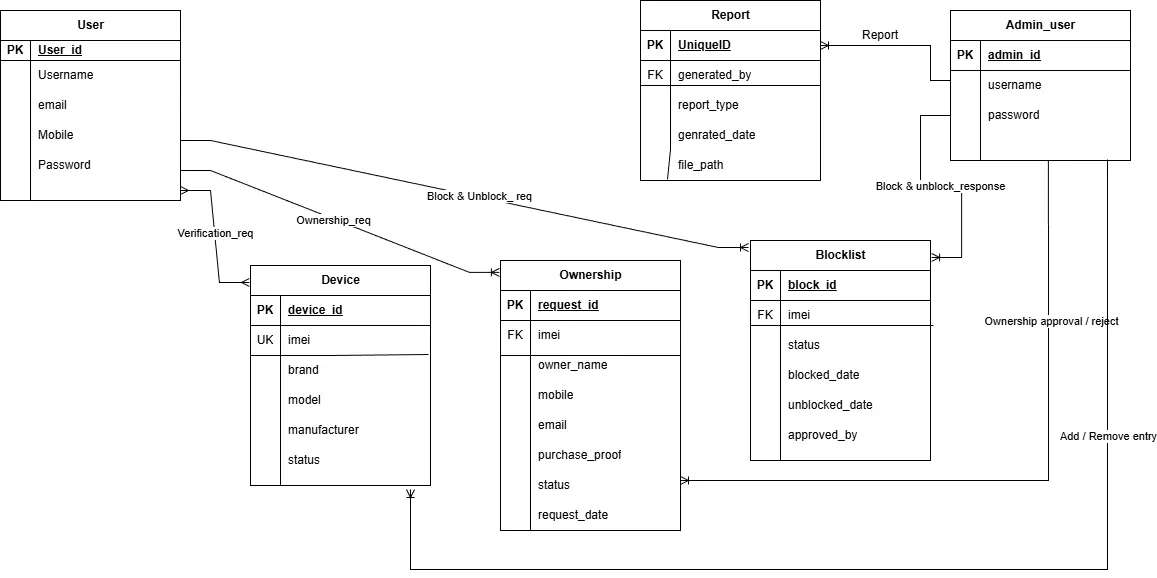 User
PK User_id
Username
email
Mobile
Password
Report
PK UniqueID
FK generated_by
report_type
genrated_date
file_path
Report
Admin_user
PK admin_id
username
password
Block & Unblock_ req
Block & unblock_response
Ownership_req
Verification_req
Device
PK device_id
UK imei
brand
model
manufacturer
status
Ownership
PK request_id
FK imei
owner_name
mobile
email
purchase_proof
status
request_date
Blocklist
PK block_id
FK imei
status
blocked_date
unblocked_date
approved_by
Ownership approval / reject
Add / Remove entry